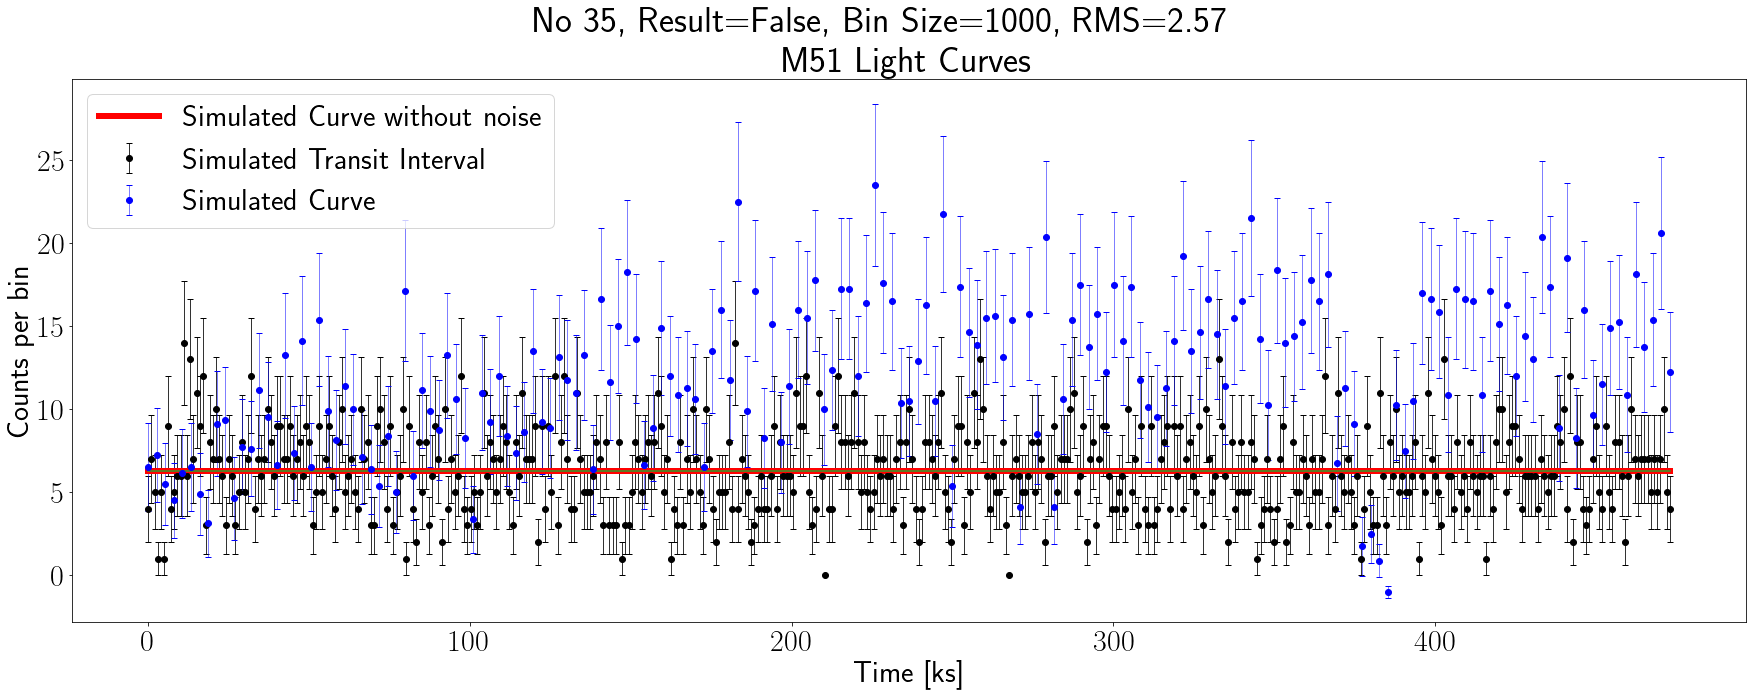 No 35, Result=False, Bin Size=1000, RMS=2.57
M51 Light Curves
Simulated Curve without noise
Simulated Transit Interval
Simulated Curve
Counts per bin
25
20
15
10
5
0
0 100 200 300 400
Time [ks]